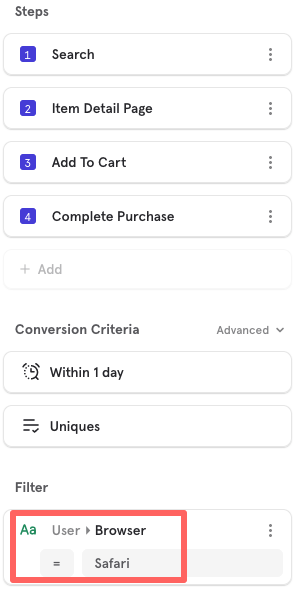 Steps
1 Search
2 Item Detail Page
3 Add To Cart
4 Complete Purchase
+ Add
Conversion Criteria Advanced
Within 1 day
Uniques
Filter
Aa User Browser
= Safari